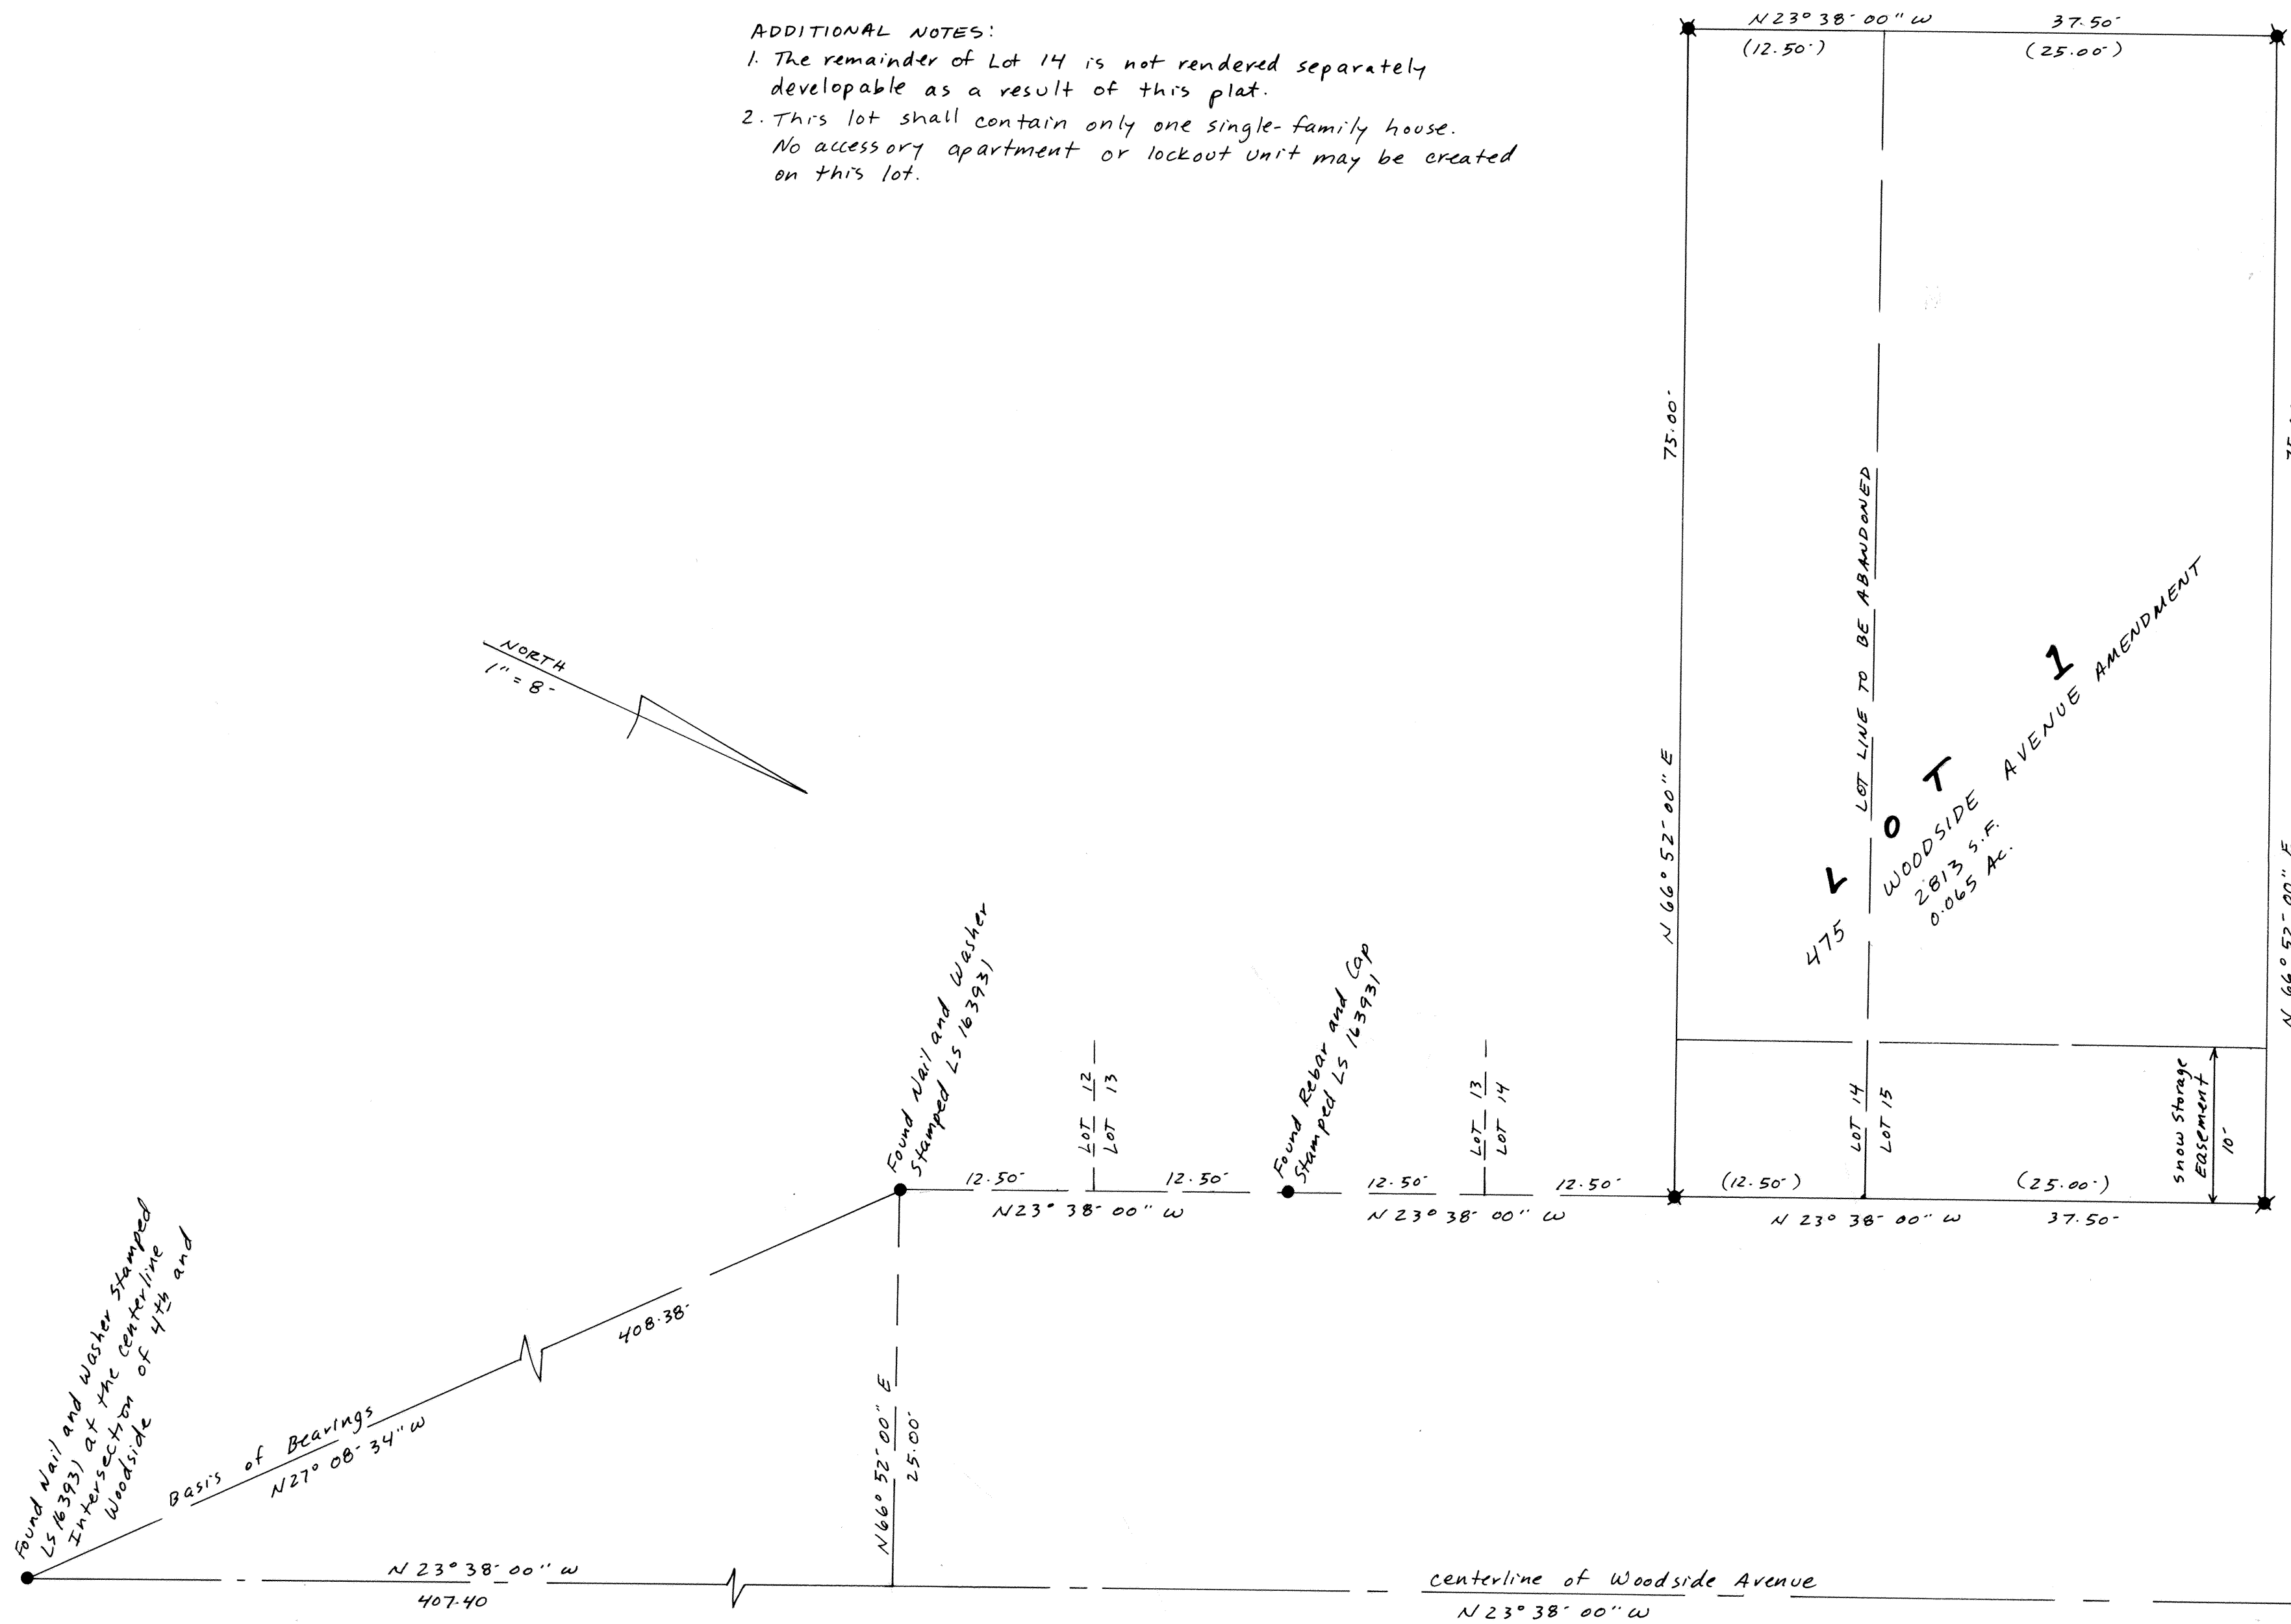 ADDITIONAL NOTES:
1. The remainder of Lot 14 is not rendered separately
developable as a result of this plat.
2. This lot shall contain only one single-family house.
No accessory apartment or lockout unit may be created
on this lot.
N 23° 38' 00" W
37.50'
(12.50')
(25.00')
75.00'
N 66° 52' 00" E
LOT LINE TO BE ABANDONED
LOT 1
475 WOODSIDE AVENUE AMENDMENT
2813 S.F.
0.065 Ac.
N 66° 52' 00" E
NORTH
1" = 8'
Found Nail and Washer
Stamped LS 163931
Found Rebar and Cap
Stamped LS 163931
LOT 12
LOT 13
LOT 13
LOT 14
LOT 14
LOT 15
Snow Storage
Easement
10'
12.50'
12.50'
12.50'
12.50'
(12.50')
(25.00')
N 23° 38' 00" W
N 23° 38' 00" W
N 23° 38' 00" W
37.50'
Found Nail and Washer Stamped
LS 163931 at the centerline
Intersection of 4th and
Woodside
408.38'
Basis of Bearings
N27° 08' 34" W
N66° 52' 00" E
25.00'
N 23° 38' 00" W
407.40
centerline of Woodside Avenue
N 23° 38' 00" W